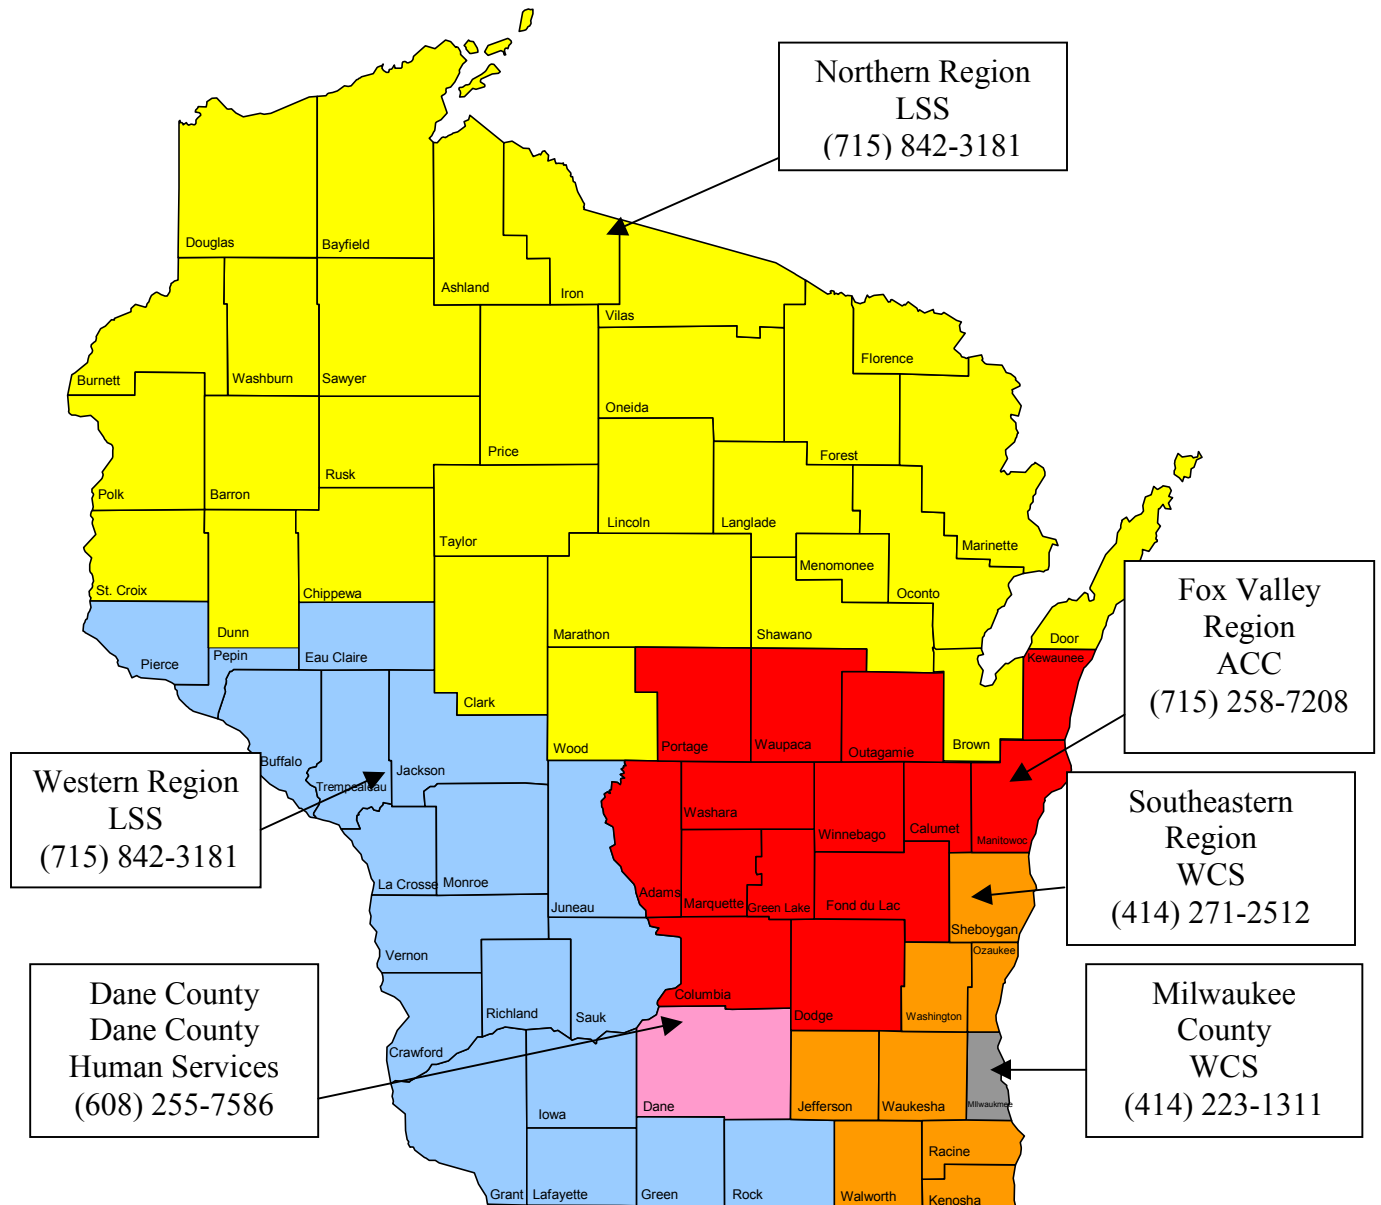 Northern Region
LSS
(715) 842-3181
Douglas
Bayfield
Ashland
Iron
Vilas
Florence
Burnett
Washburn
Sawyer
Oneida
Price
Forest
Rusk
Polk
Barron
Lincoln
Langlade
Taylor
Marinette
Menomonee
St. Croix
Chippewa
Oconto
Fox Valley
Region
ACC
(715) 258-7208
Dunn
Marathon
Shawano
Door
Pierce
Pepin
Eau Claire
Kewaunee
Clark
Wood
Portage
Waupaca
Outagamie
Brown
Western Region
LSS
(715) 842-3181
Buffalo
Trempealeau
Jackson
Washara
Winnebago
Calumet
Manitowoc
Southeastern
Region
WCS
(414) 271-2512
La Crosse
Monroe
Juneau
Adams
Marquette
Green Lake
Fond du Lac
Sheboygan
Vernon
Ozaukee
Dane County
Dane County
Human Services
(608) 255-7586
Richland
Sauk
Columbia
Dodge
Washington
Milwaukee
County
WCS
(414) 223-1311
Crawford
Iowa
Dane
Jefferson
Waukesha
Milwaukmee
Racine
Grant
Lafayette
Green
Rock
Walworth
Kenosha